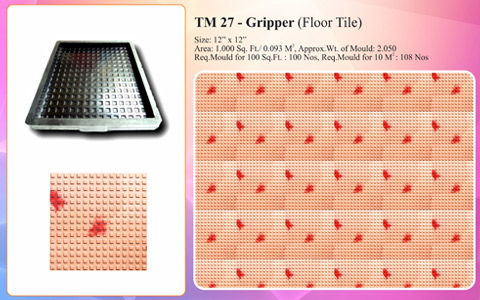 TM 27 - Gripper (Floor Tile)
Size: 12" x 12"
Area: 1.000 Sq. Ft./ 0.093 M², Approx.Wt. of Mould: 2.050
Req.Mould for 100 Sq.Ft. : 100 Nos, Req.Mould for 10 M²: 108 Nos